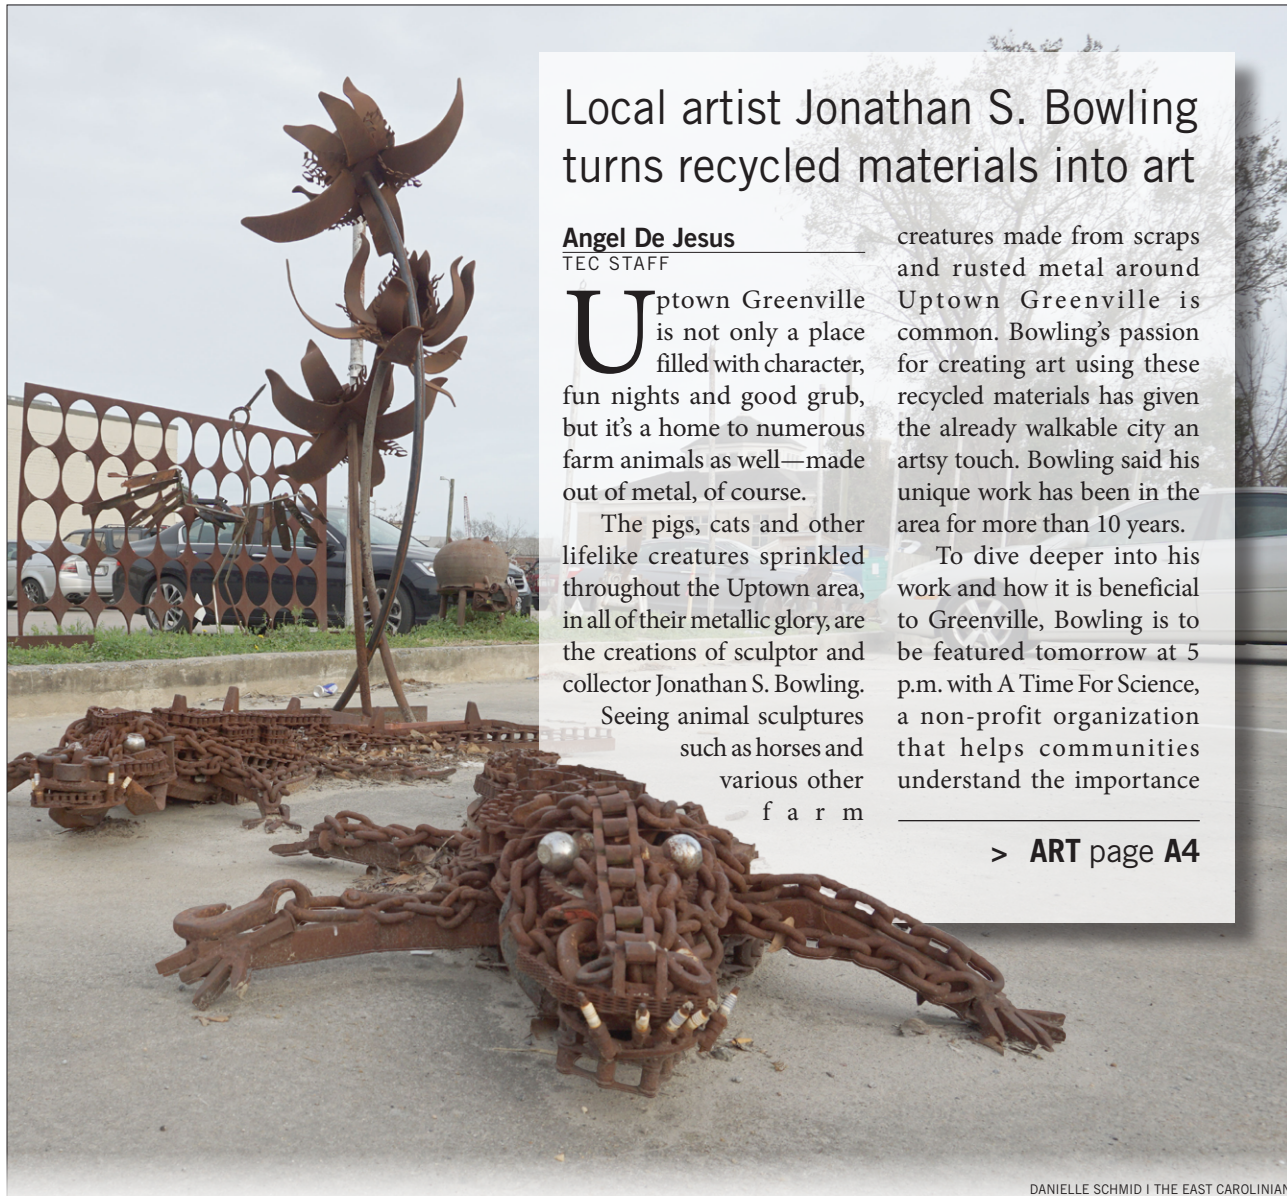 Local artist Jonathan S. Bowling
turns recycled materials into art
Angel De Jesus
TEC STAFF
Uptown Greenville
is not only a place
filled with character,
fun nights and good grub,
but it's a home to numerous
farm animals as well—made
out of metal, of course.
The pigs, cats and other
lifelike creatures sprinkled
throughout the Uptown area,
in all of their metallic glory, are
the creations of sculptor and
collector Jonathan S. Bowling.
Seeing animal sculptures
such as horses and
various other
farm
creatures made from scraps
and rusted metal around
Uptown Greenville is
common. Bowling's passion
for creating art using these
recycled materials has given
the already walkable city an
artsy touch. Bowling said his
unique work has been in the
area for more than 10 years.
To dive deeper into his
work and how it is beneficial
to Greenville, Bowling is to
be featured tomorrow at 5
p.m. with A Time For Science,
a non-profit organization
that helps communities
understand the importance
> ART page A4
DANIELLE SCHMID | THE EAST CAROLINIAN